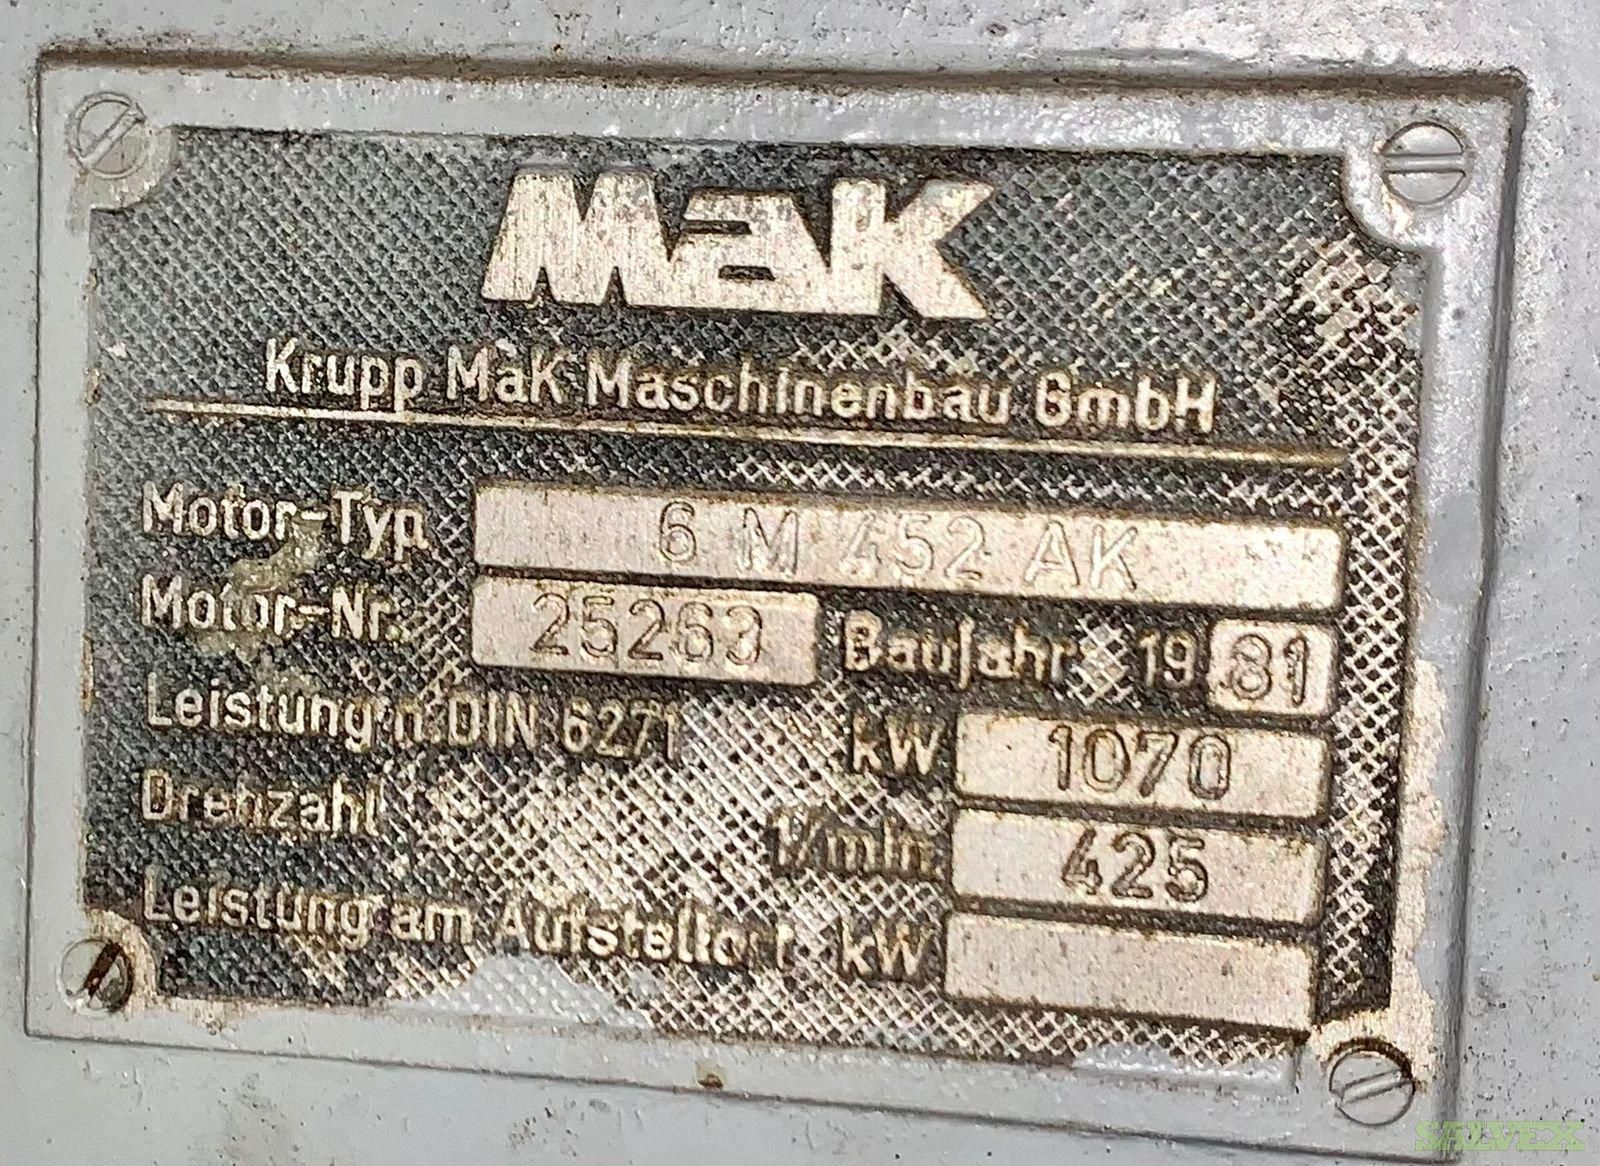 MaK
Krupp MaK Maschinenbau GmbH
Motor-Typ 6 M 452 AK
Motor-Nr. 25263 Baujahr 1981
Leistung n. DIN 6271 kW 1070
Drehzahl 1/min 425
Leistung am Aufstellort kW
SALVEX